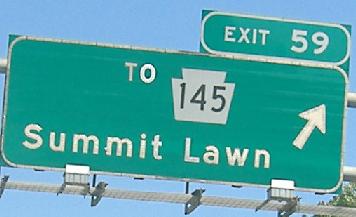 EXIT 59
TO 145
Summit Lawn